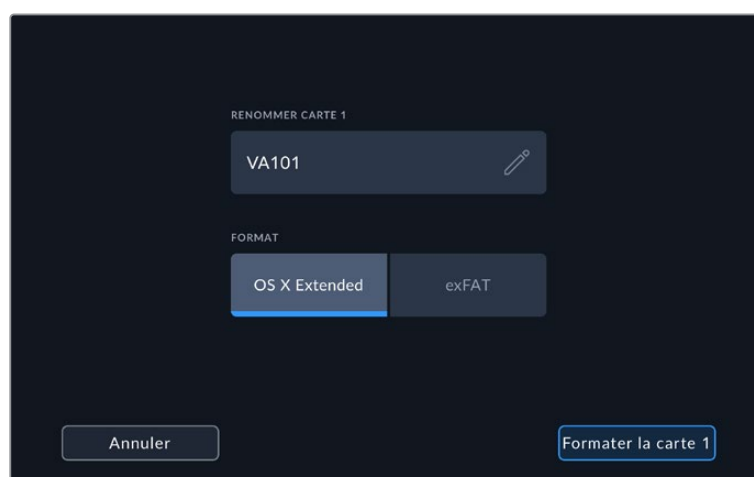 RENOMMER CARTE 1
VA101
FORMAT
OS X Extended exFAT
Annuler Formater la carte 1